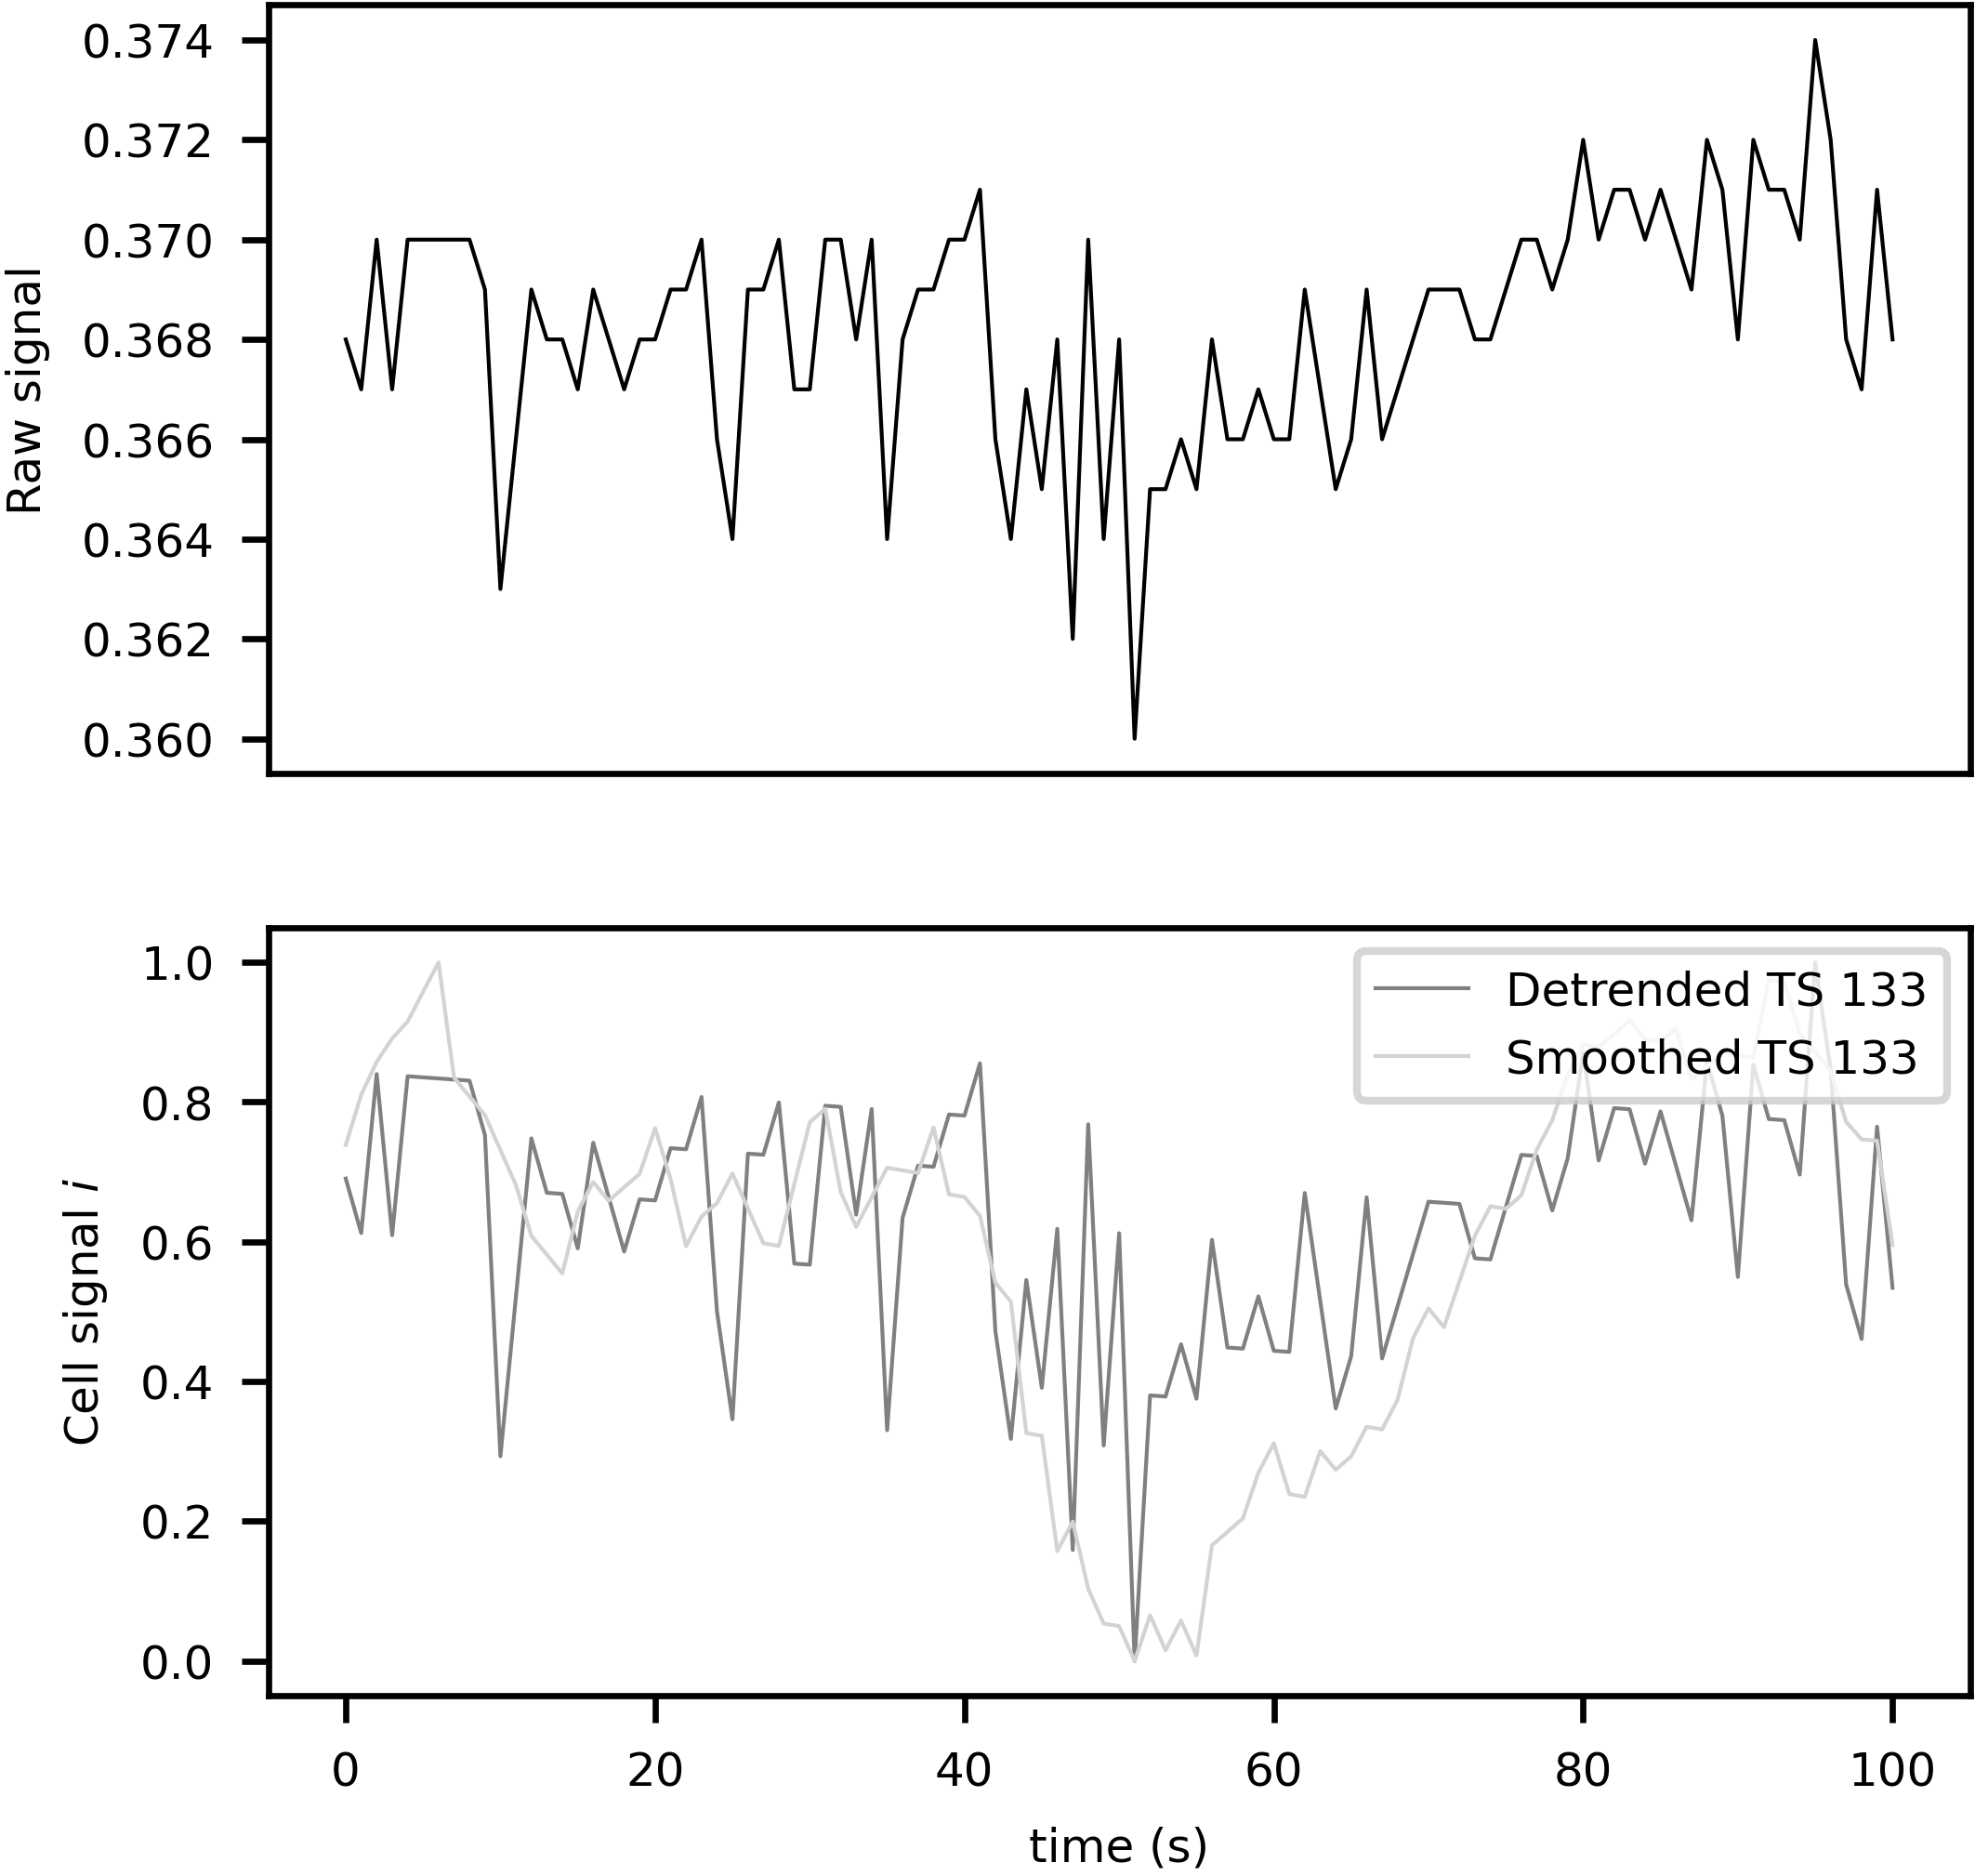 0.374
0.372
0.370
0.368
0.366
0.364
0.362
0.360
Raw signal
1.0
0.8
0.6
0.4
0.2
0.0
Cell signal i
Detrended TS 133
Smoothed TS 133
0 20 40 60 80 100
time (s)